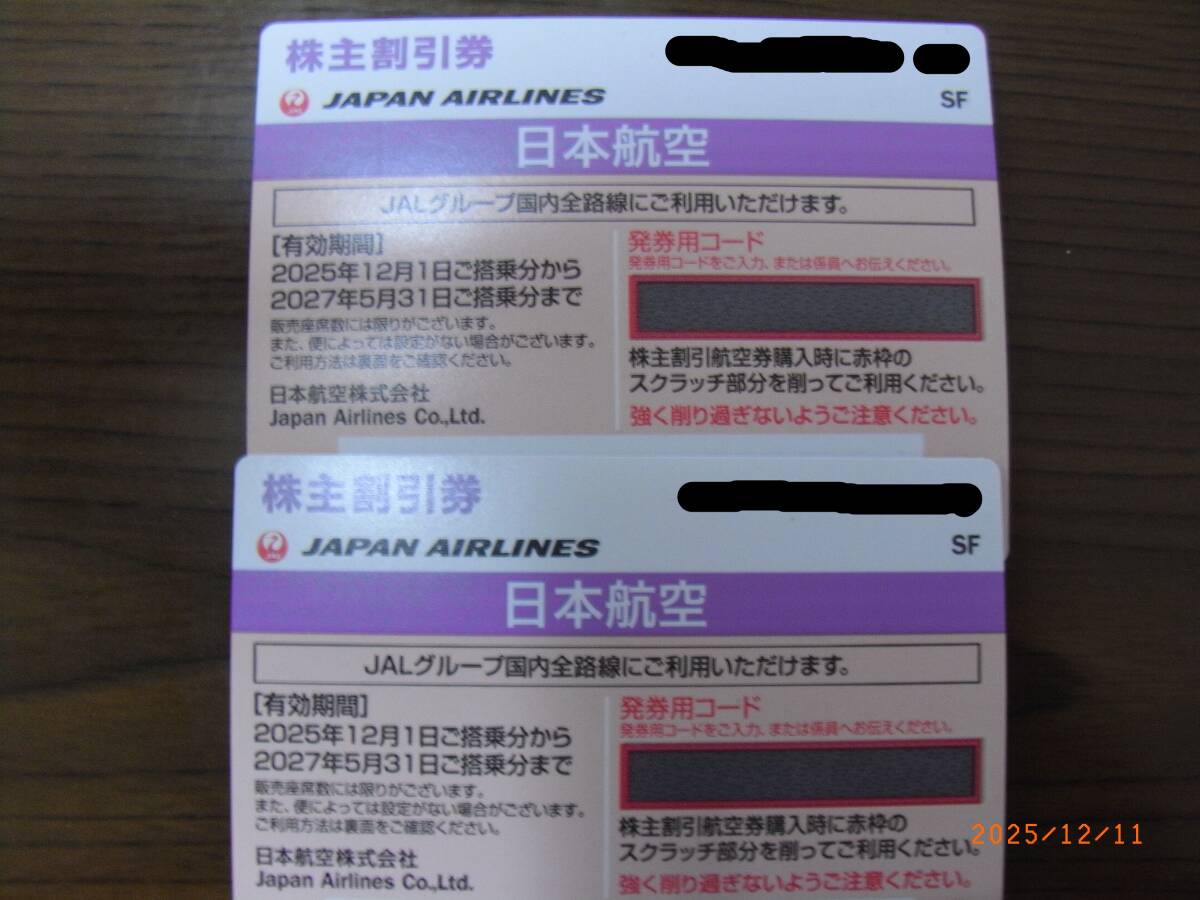 株主割引券
JAPAN AIRLINES
SF
日本航空
JALグループ国内全路線にご利用いただけます。
[有効期間]
2025年12月1日ご搭乗分から
2027年5月31日ご搭乗分まで
販売座席数には限りがございます。
また、便によっては設定がない場合がございます。
ご利用方法は裏面をご確認ください。
日本航空株式会社
Japan Airlines Co.,Ltd.
発券用コード
発券用コードをご入力、または係員へお伝えください。
株主割引航空券購入時に赤枠の
スクラッチ部分を削ってご利用ください。
強く削り過ぎないようご注意ください。
株主割引券
JAPAN AIRLINES
SF
日本航空
JALグループ国内全路線にご利用いただけます。
[有効期間]
2025年12月1日ご搭乗分から
2027年5月31日ご搭乗分まで
販売座席数には限りがございます。
また、便によっては設定がない場合がございます。
ご利用方法は裏面をご確認ください。
日本航空株式会社
Japan Airlines Co.,Ltd.
発券用コード
発券用コードをご入力、または係員へお伝えください。
株主割引航空券購入時に赤枠の
スクラッチ部分を削ってご利用ください。
強く削り過ぎないようご注意ください。
2025/12/11